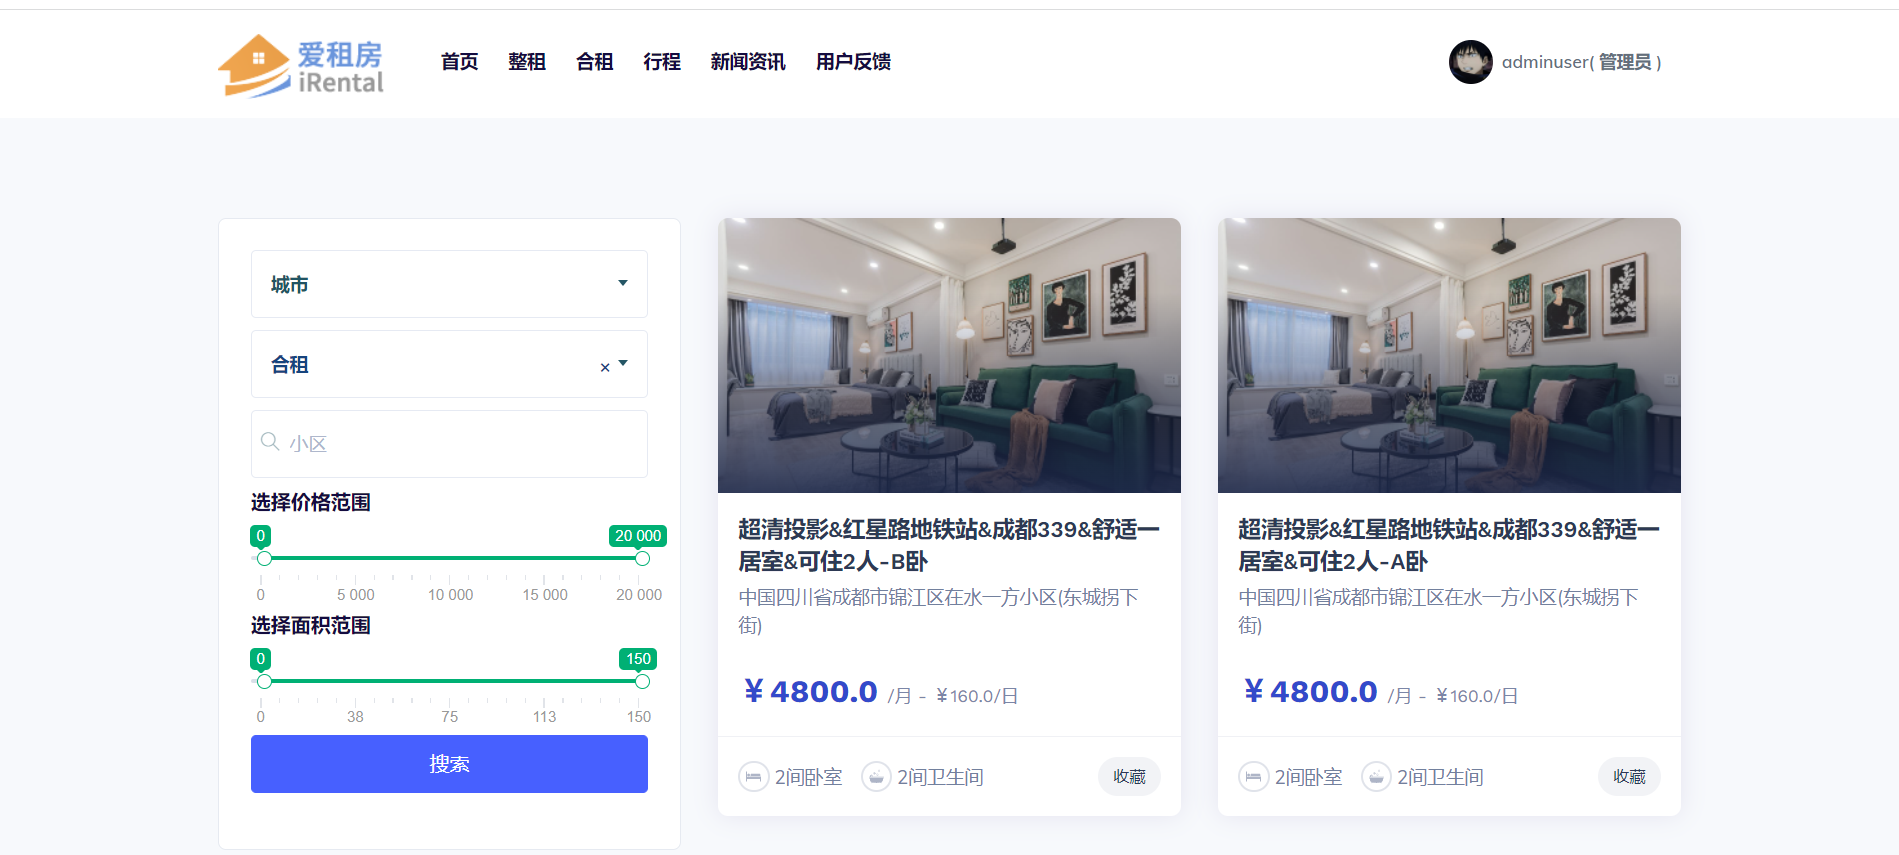 爱租房
iRental
首页 整租 合租 行程 新闻资讯 用户反馈
adminuser( 管理员 )
城市
合租 ×
小区
选择价格范围
0 20 000
0 5 000 10 000 15 000 20 000
选择面积范围
0 150
0 38 75 113 150
搜索
超清投影&红星路地铁站&成都339&舒适一
居室&可住2人-B卧
中国四川省成都市锦江区在水一方小区(东城拐下
街)
￥4800.0 /月 - ￥160.0/日
2间卧室 2间卫生间 收藏
超清投影&红星路地铁站&成都339&舒适一
居室&可住2人-A卧
中国四川省成都市锦江区在水一方小区(东城拐下
街)
￥4800.0 /月 - ￥160.0/日
2间卧室 2间卫生间 收藏